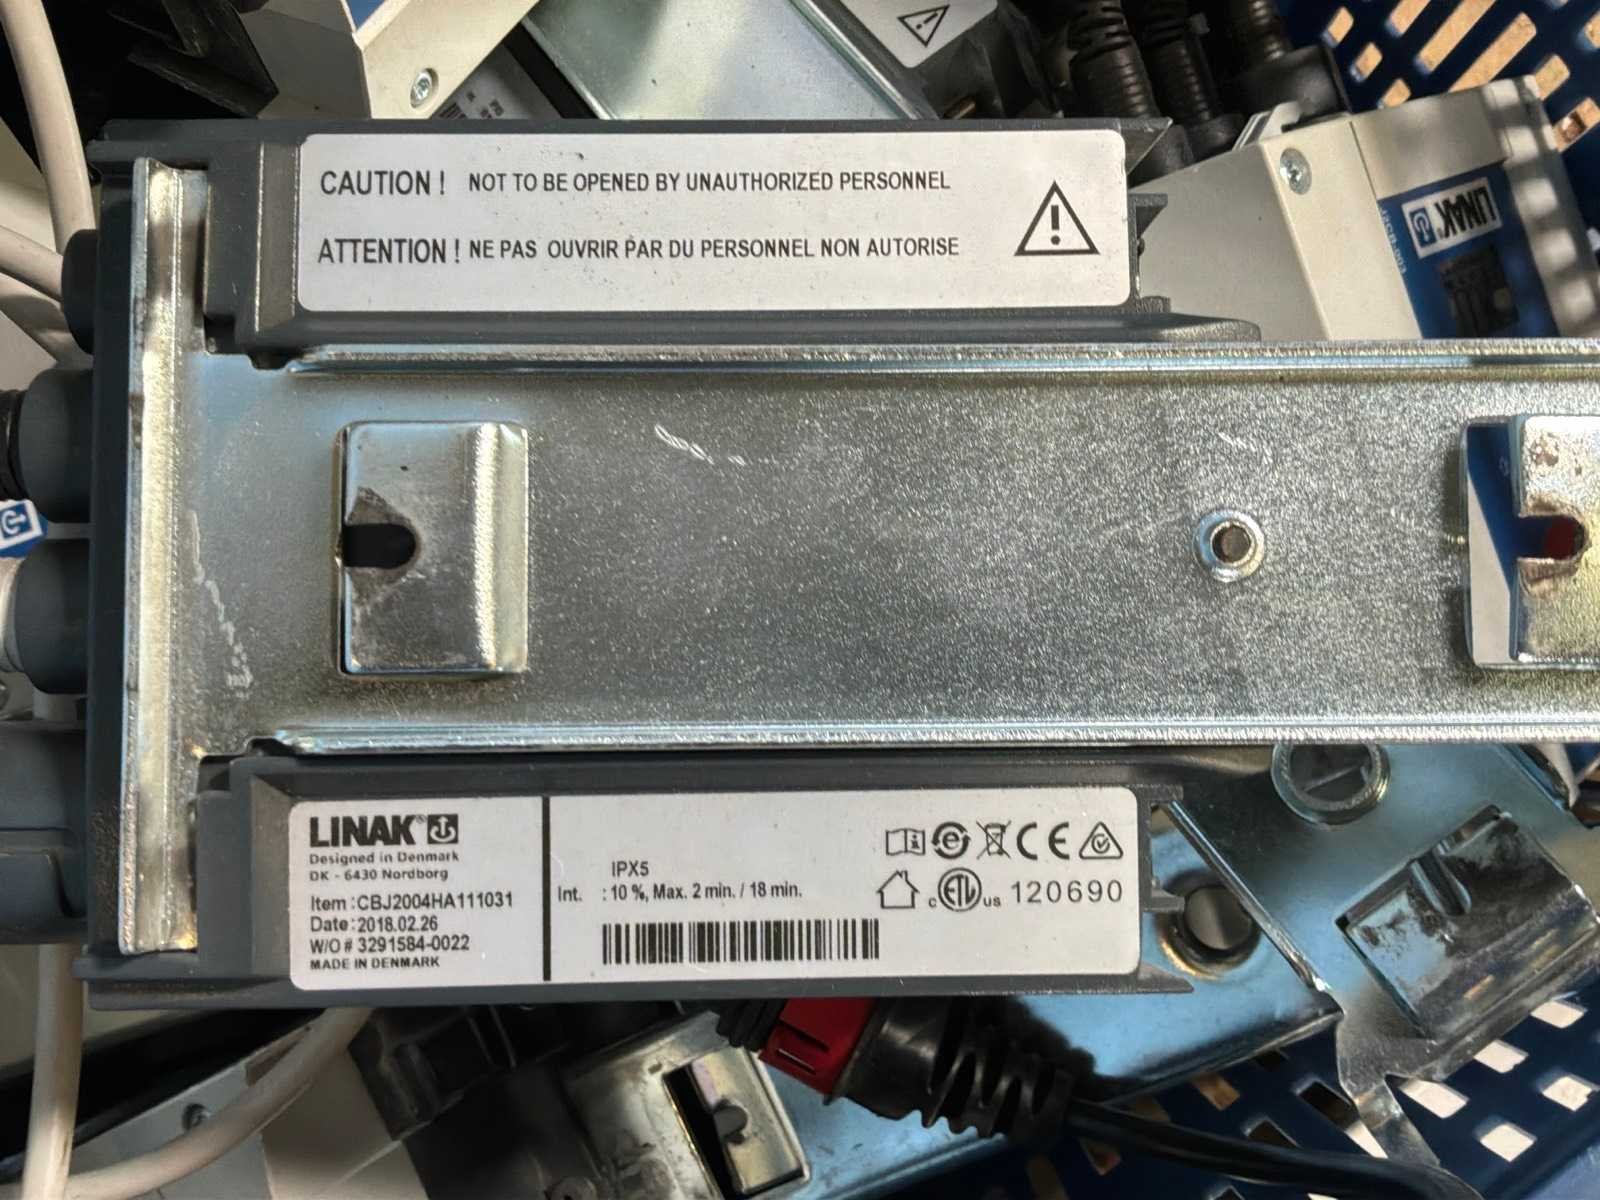 CAUTION ! NOT TO BE OPENED BY UNAUTHORIZED PERSONNEL
ATTENTION ! NE PAS OUVRIR PAR DU PERSONNEL NON AUTORISE
LINAK
LINAK®
Designed in Denmark
DK - 6430 Nordborg
Item : CBJ2004HA111031
Date : 2018.02.26
W/O # 3291584-0022
MADE IN DENMARK
IPX5
Int. : 10 %, Max. 2 min. / 18 min.
CE
c ETL us 120690